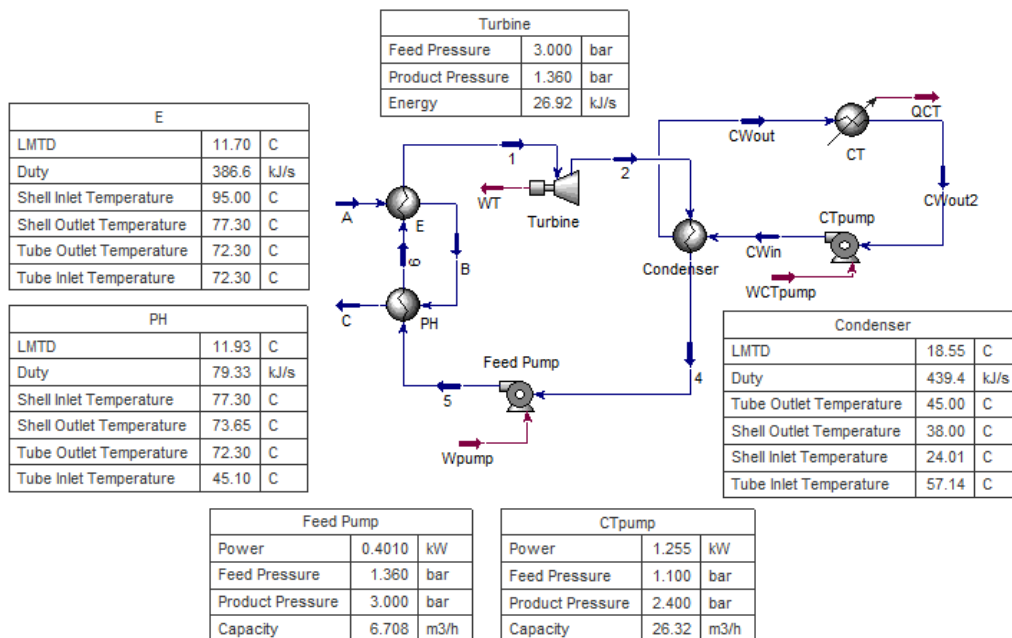 Turbine
Feed Pressure 3.000 bar
Product Pressure 1.360 bar
Energy 26.92 kJ/s
E
LMTD 11.70 C
Duty 386.6 kJ/s
Shell Inlet Temperature 95.00 C
Shell Outlet Temperature 77.30 C
Tube Outlet Temperature 72.30 C
Tube Inlet Temperature 72.30 C
QCT
CWout
CT
1
2
WT
Turbine
CWout2
A
E
CTpump
CWin
Condenser
6
B
WCTpump
C
PH
PH
LMTD 11.93 C
Duty 79.33 kJ/s
Shell Inlet Temperature 77.30 C
Shell Outlet Temperature 73.65 C
Tube Outlet Temperature 72.30 C
Tube Inlet Temperature 45.10 C
Feed Pump
5
4
Wpump
Condenser
LMTD 18.55 C
Duty 439.4 kJ/s
Tube Outlet Temperature 45.00 C
Shell Outlet Temperature 38.00 C
Shell Inlet Temperature 24.01 C
Tube Inlet Temperature 57.14 C
Feed Pump
Power 0.4010 kW
Feed Pressure 1.360 bar
Product Pressure 3.000 bar
Capacity 6.708 m3/h
CTpump
Power 1.255 kW
Feed Pressure 1.100 bar
Product Pressure 2.400 bar
Capacity 26.32 m3/h